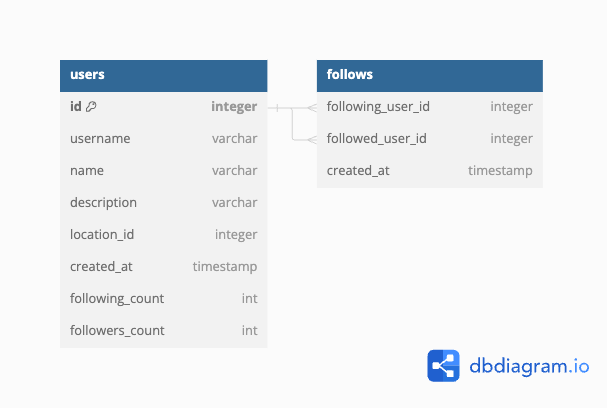 users
id integer
username varchar
name varchar
description varchar
location_id integer
created_at timestamp
following_count int
followers_count int
follows
following_user_id integer
followed_user_id integer
created_at timestamp
dbdiagram.io